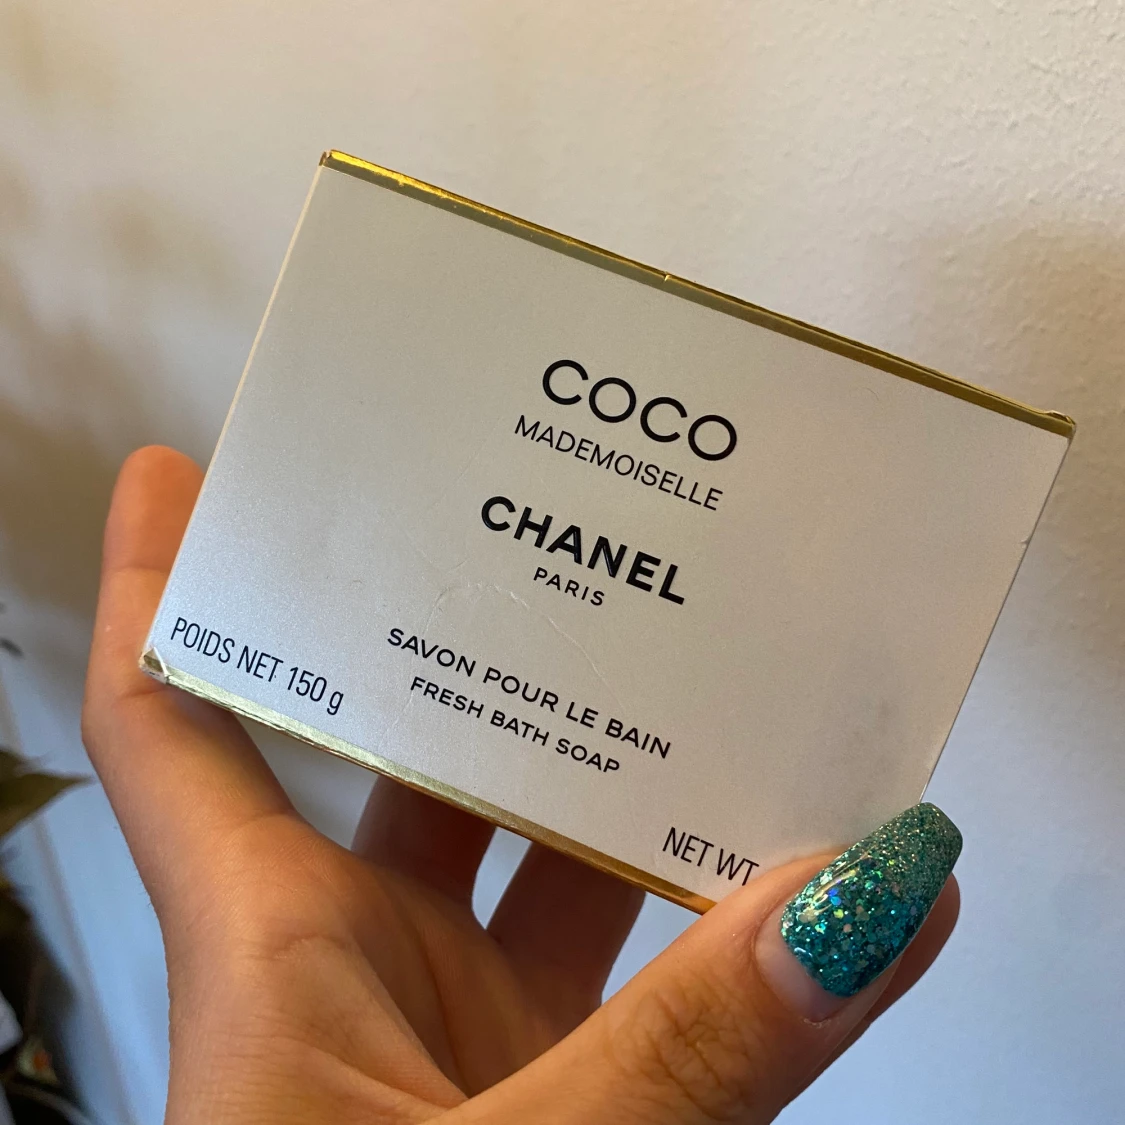 COCO
MADEMOISELLE
CHANEL
PARIS
SAVON POUR LE BAIN
FRESH BATH SOAP
POIDS NET 150 g
NET WT